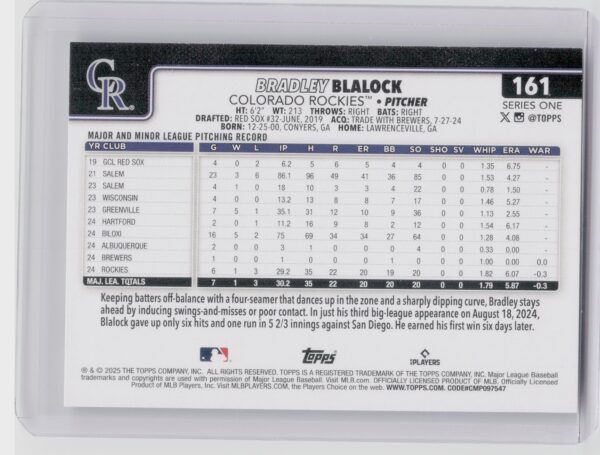 CR
BRADLEY BLALOCK
COLORADO ROCKIES™ • PITCHER
161
SERIES ONE
@TOPPS
HT: 6'2" WT: 213 THROWS: RIGHT BATS: RIGHT
DRAFTED: RED SOX #32-JUNE, 2019 ACQ: TRADE WITH BREWERS, 7-27-24
BORN: 12-25-00, CONYERS, GA HOME: LAWRENCEVILLE, GA
MAJOR AND MINOR LEAGUE PITCHING RECORD
YR CLUB G W L IP H R ER BB SO SHO SV WHIP ERA WAR
19 GCL RED SOX 4 0 2 6.2 5 6 5 4 4 0 0 1.35 6.75 -
21 SALEM 23 3 6 86.1 96 49 41 36 85 0 0 1.53 4.27 -
23 SALEM 4 1 0 18 10 3 3 4 22 0 0 0.78 1.50 -
23 WISCONSIN 4 0 0 13.2 13 8 8 7 17 0 0 1.46 5.27 -
23 GREENVILLE 7 5 1 35.1 31 12 10 9 36 0 0 1.13 2.55 -
24 HARTFORD 2 0 1 11.2 16 9 8 2 12 0 0 1.54 6.17 -
24 BILOXI 16 5 2 75 69 34 34 27 64 0 0 1.28 4.08 -
24 ALBUQUERQUE 2 0 0 3 1 0 0 0 4 0 0 0.33 0.00 -
24 BREWERS 1 0 0 1 0 0 0 1 0 0 0 1.00 0.00 0.0
24 ROCKIES 6 1 3 29.2 35 22 20 19 20 0 0 1.82 6.07 -0.3
MAJ. LEA. TOTALS 7 1 3 30.2 35 22 20 20 20 0 0 1.79 5.87 -0.3
Keeping batters off-balance with a four-seamer that dances up in the zone and a sharply dipping curve, Bradley stays
ahead by inducing swings-and-misses or poor contact. In just his third big-league appearance on August 18, 2024,
Blalock gave up only six hits and one run in 5 2/3 innings against San Diego. He earned his first win six days later.
Topps
PLAYERS
® & © 2025 THE TOPPS COMPANY, INC. ALL RIGHTS RESERVED. TOPPS IS A REGISTERED TRADEMARK OF THE TOPPS COMPANY, INC. Major League Baseball
trademarks and copyrights are used with permission of Major League Baseball. Visit MLB.com. OFFICIALLY LICENSED PRODUCT OF MLB. Officially Licensed
Product of MLB Players, Inc. Visit MLBPLAYERS.COM, the Players Choice on the web. WWW.TOPPS.COM. CODE#CMP097547